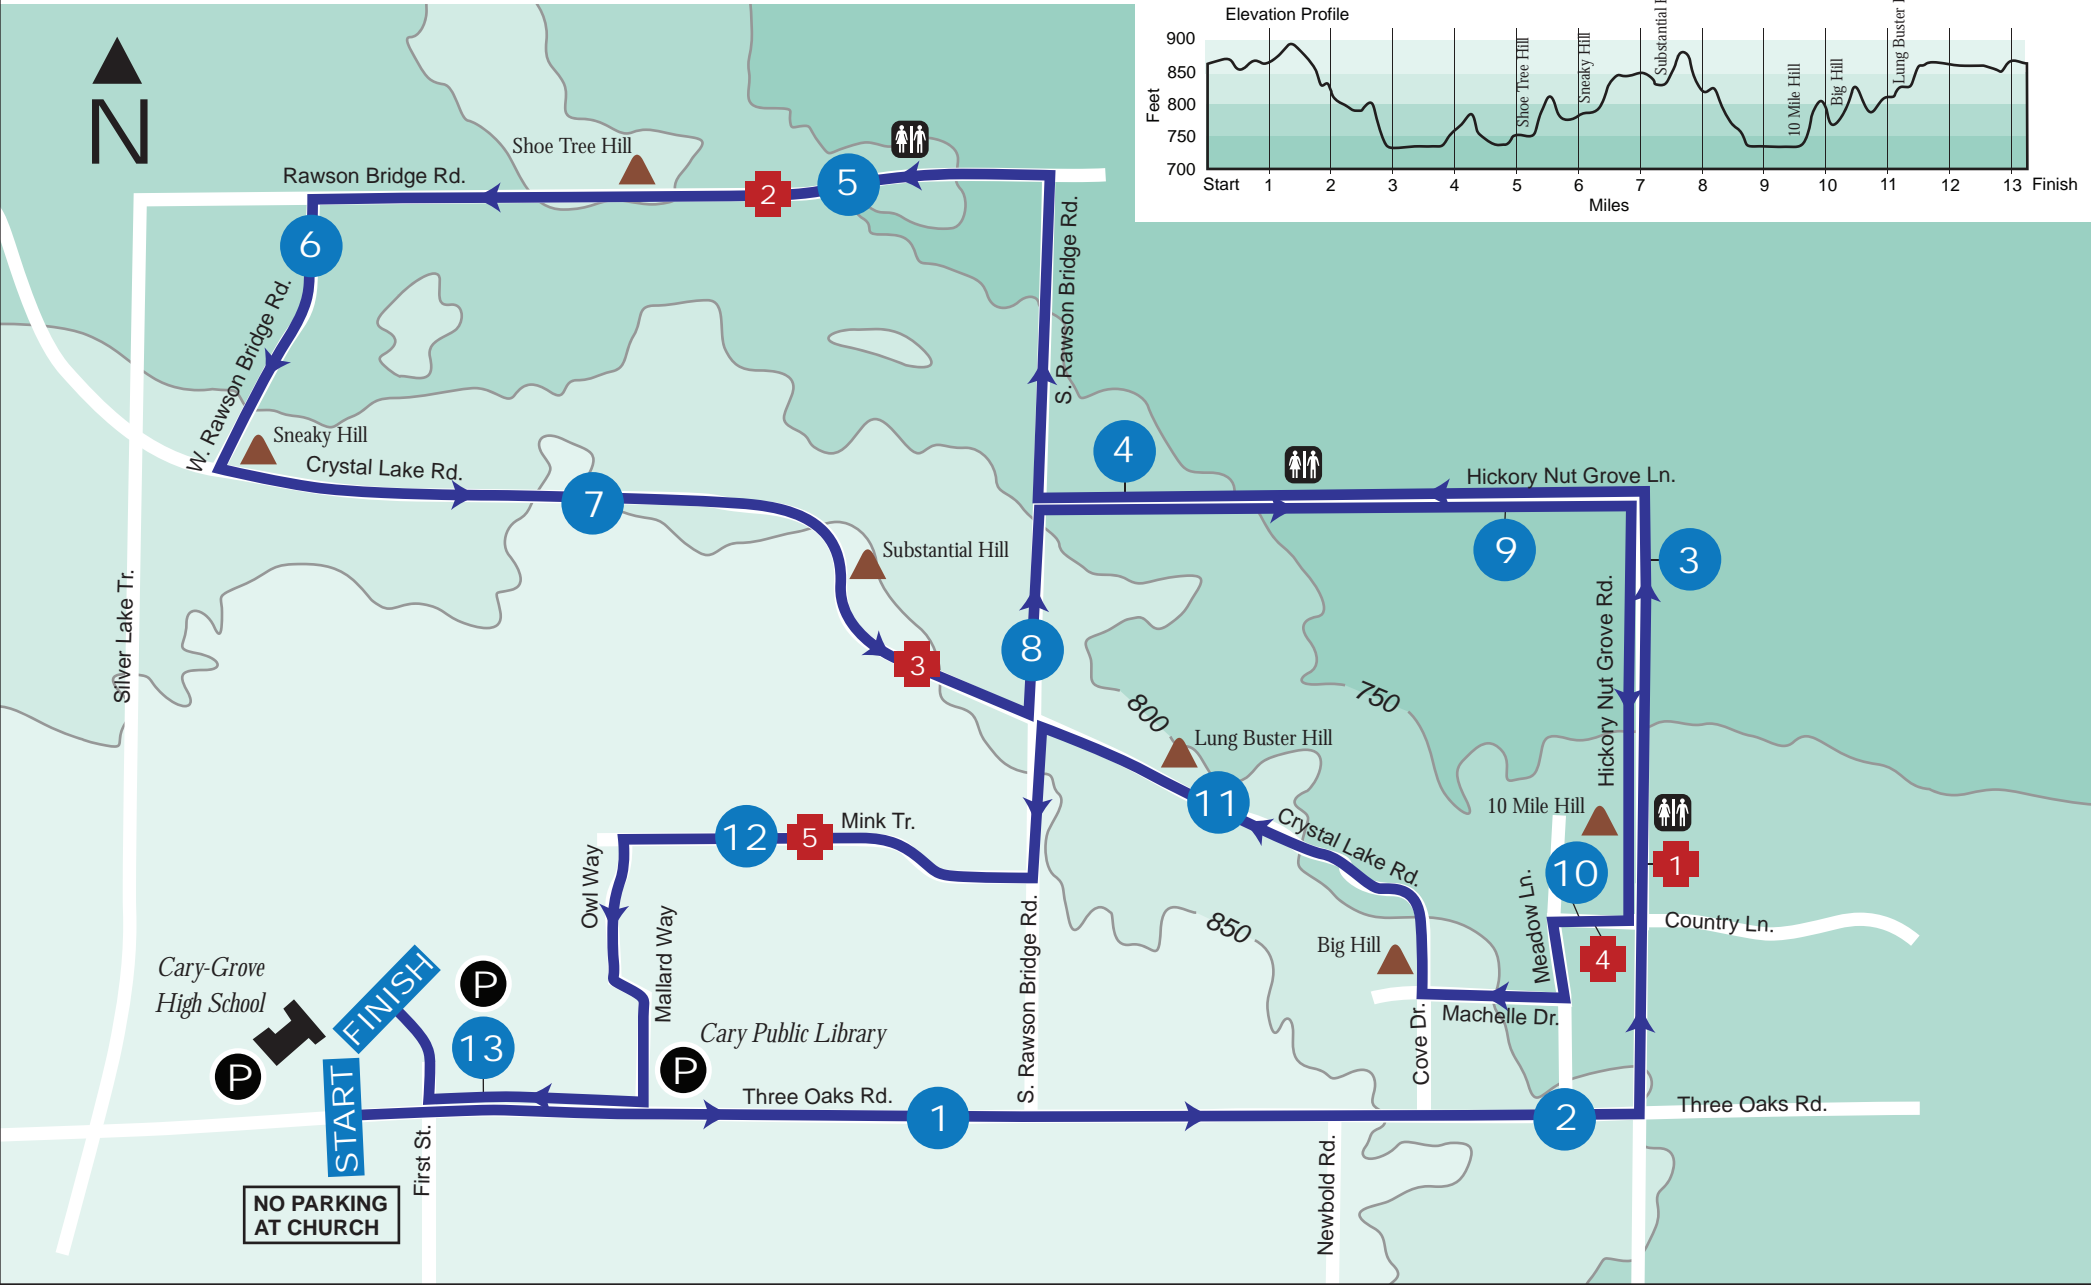 Elevation Profile
900
850
800
750
700
Feet
Shoe Tree Hill
Sneaky Hill
Substantial
10 Mile Hill
Big Hill
Lung Buster
Start 1 2 3 4 5 6 7 8 9 10 11 12 13 Finish
Miles
N
Shoe Tree Hill
Rawson Bridge Rd.
2
5
6
W. Rawson Bridge Rd.
S. Rawson Bridge Rd.
Sneaky Hill
Crystal Lake Rd.
7
4
Hickory Nut Grove Ln.
9
3
Substantial Hill
Silver Lake Tr.
Hickory Nut Grove Rd.
3
8
800
750
Lung Buster Hill
11
Crystal Lake Rd.
10 Mile Hill
10
1
12
5
Mink Tr.
Owl Way
Mallard Way
S. Rawson Bridge Rd.
850
Meadow Ln.
Country Ln.
4
Big Hill
Machelle Dr.
Cove Dr.
Cary-Grove
High School
FINISH
P
13
P
START
Cary Public Library
P
Three Oaks Rd.
1
2
Three Oaks Rd.
First St.
Newbold Rd.
NO PARKING
AT CHURCH